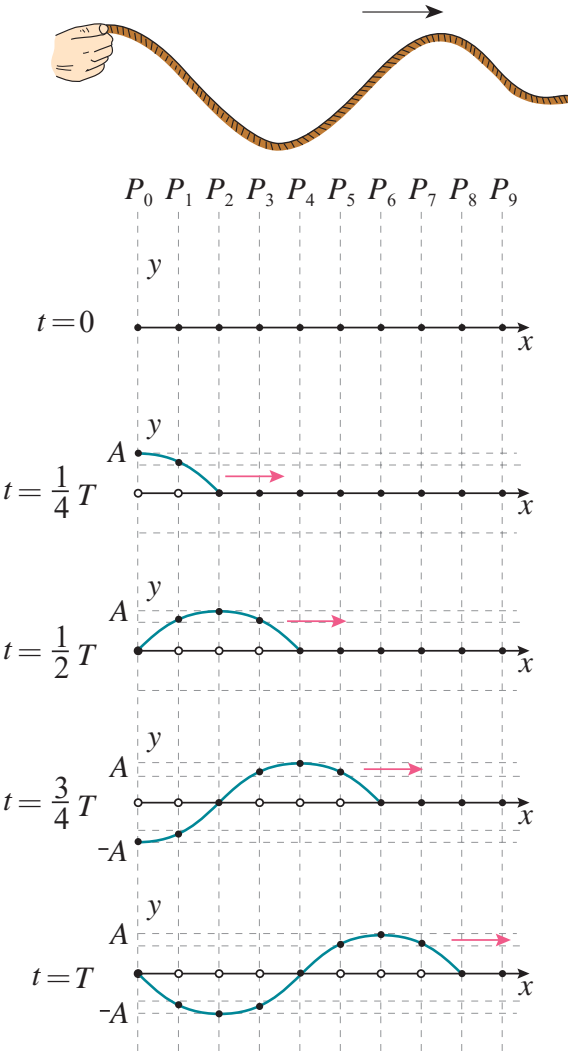 P₀ P₁ P₂ P₃ P₄ P₅ P₆ P₇ P₈ P₉
y
t = 0
x
y
A
t = 1/4 T
x
y
A
t = 1/2 T
x
y
A
t = 3/4 T
x
-A
y
A
t = T
x
-A